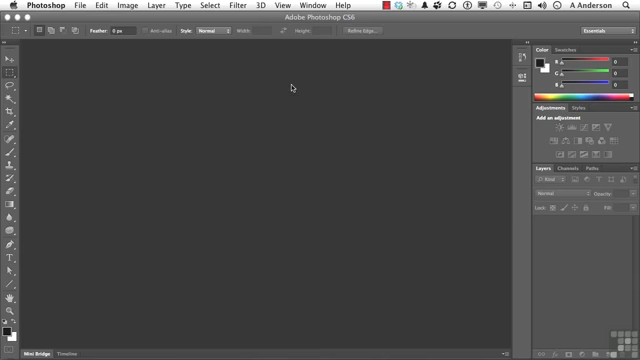 Photoshop File Edit Image Layer Type Select Filter 3D View Window Help A Anderson
Adobe Photoshop CS6
Feather: 0 px Anti-alias Style: Normal Width: Height: Refine Edge... Essentials
Color Swatches
R 0
G 0
B 0
Adjustments Styles
Add an adjustment
Layers Channels Paths
Kind
Normal Opacity:
Lock: Fill:
Mini Bridge Timeline